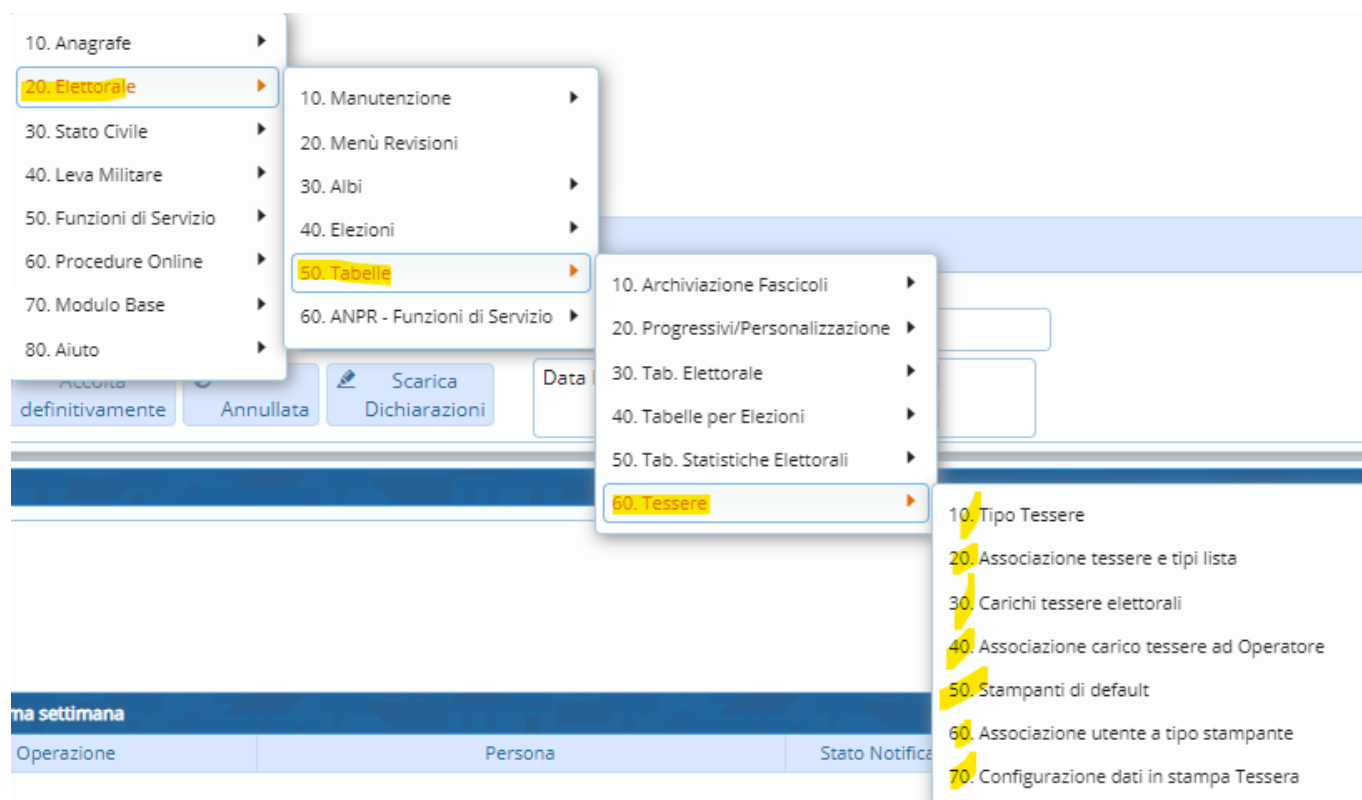 10. Anagrafe
20. Elettorale
30. Stato Civile
40. Leva Militare
50. Funzioni di Servizio
60. Procedure Online
70. Modulo Base
80. Aiuto
10. Manutenzione
20. Menù Revisioni
30. Albi
40. Elezioni
50. Tabelle
60. ANPR - Funzioni di Servizio
10. Archiviazione Fascicoli
20. Progressivi/Personalizzazione
30. Tab. Elettorale
40. Tabelle per Elezioni
50. Tab. Statistiche Elettorali
60. Tessere
10. Tipo Tessere
20. Associazione tessere e tipi lista
30. Carichi tessere elettorali
40. Associazione carico tessere ad Operatore
50. Stampanti di default
60. Associazione utente a tipo stampante
70. Configurazione dati in stampa Tessera
definitivamente
Annullata
Scarica
Dichiarazioni
Data
ma settimana
Operazione
Persona
Stato Notifica